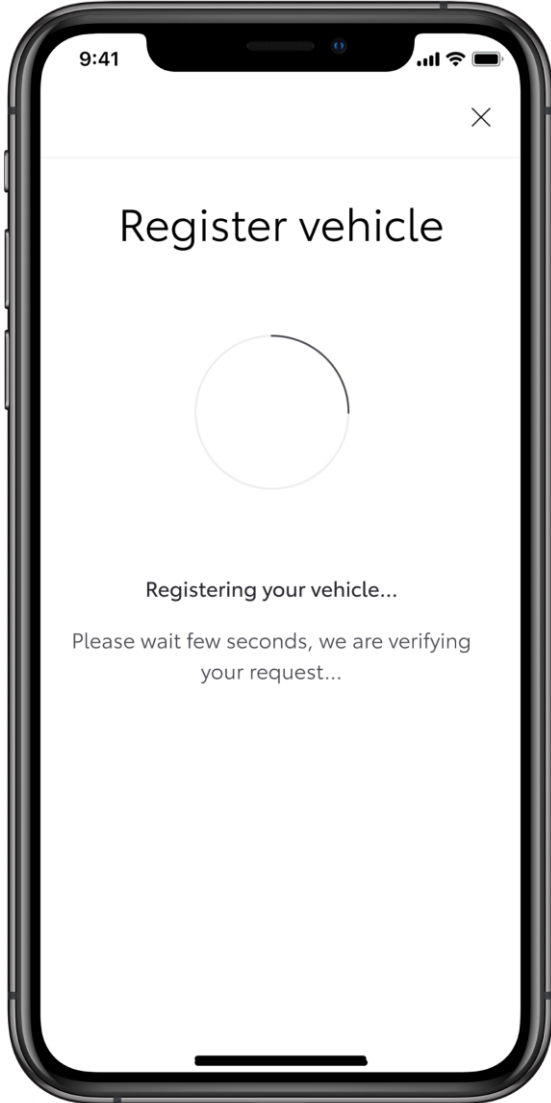 9:41
Register vehicle
Registering your vehicle...
Please wait few seconds, we are verifying
your request...